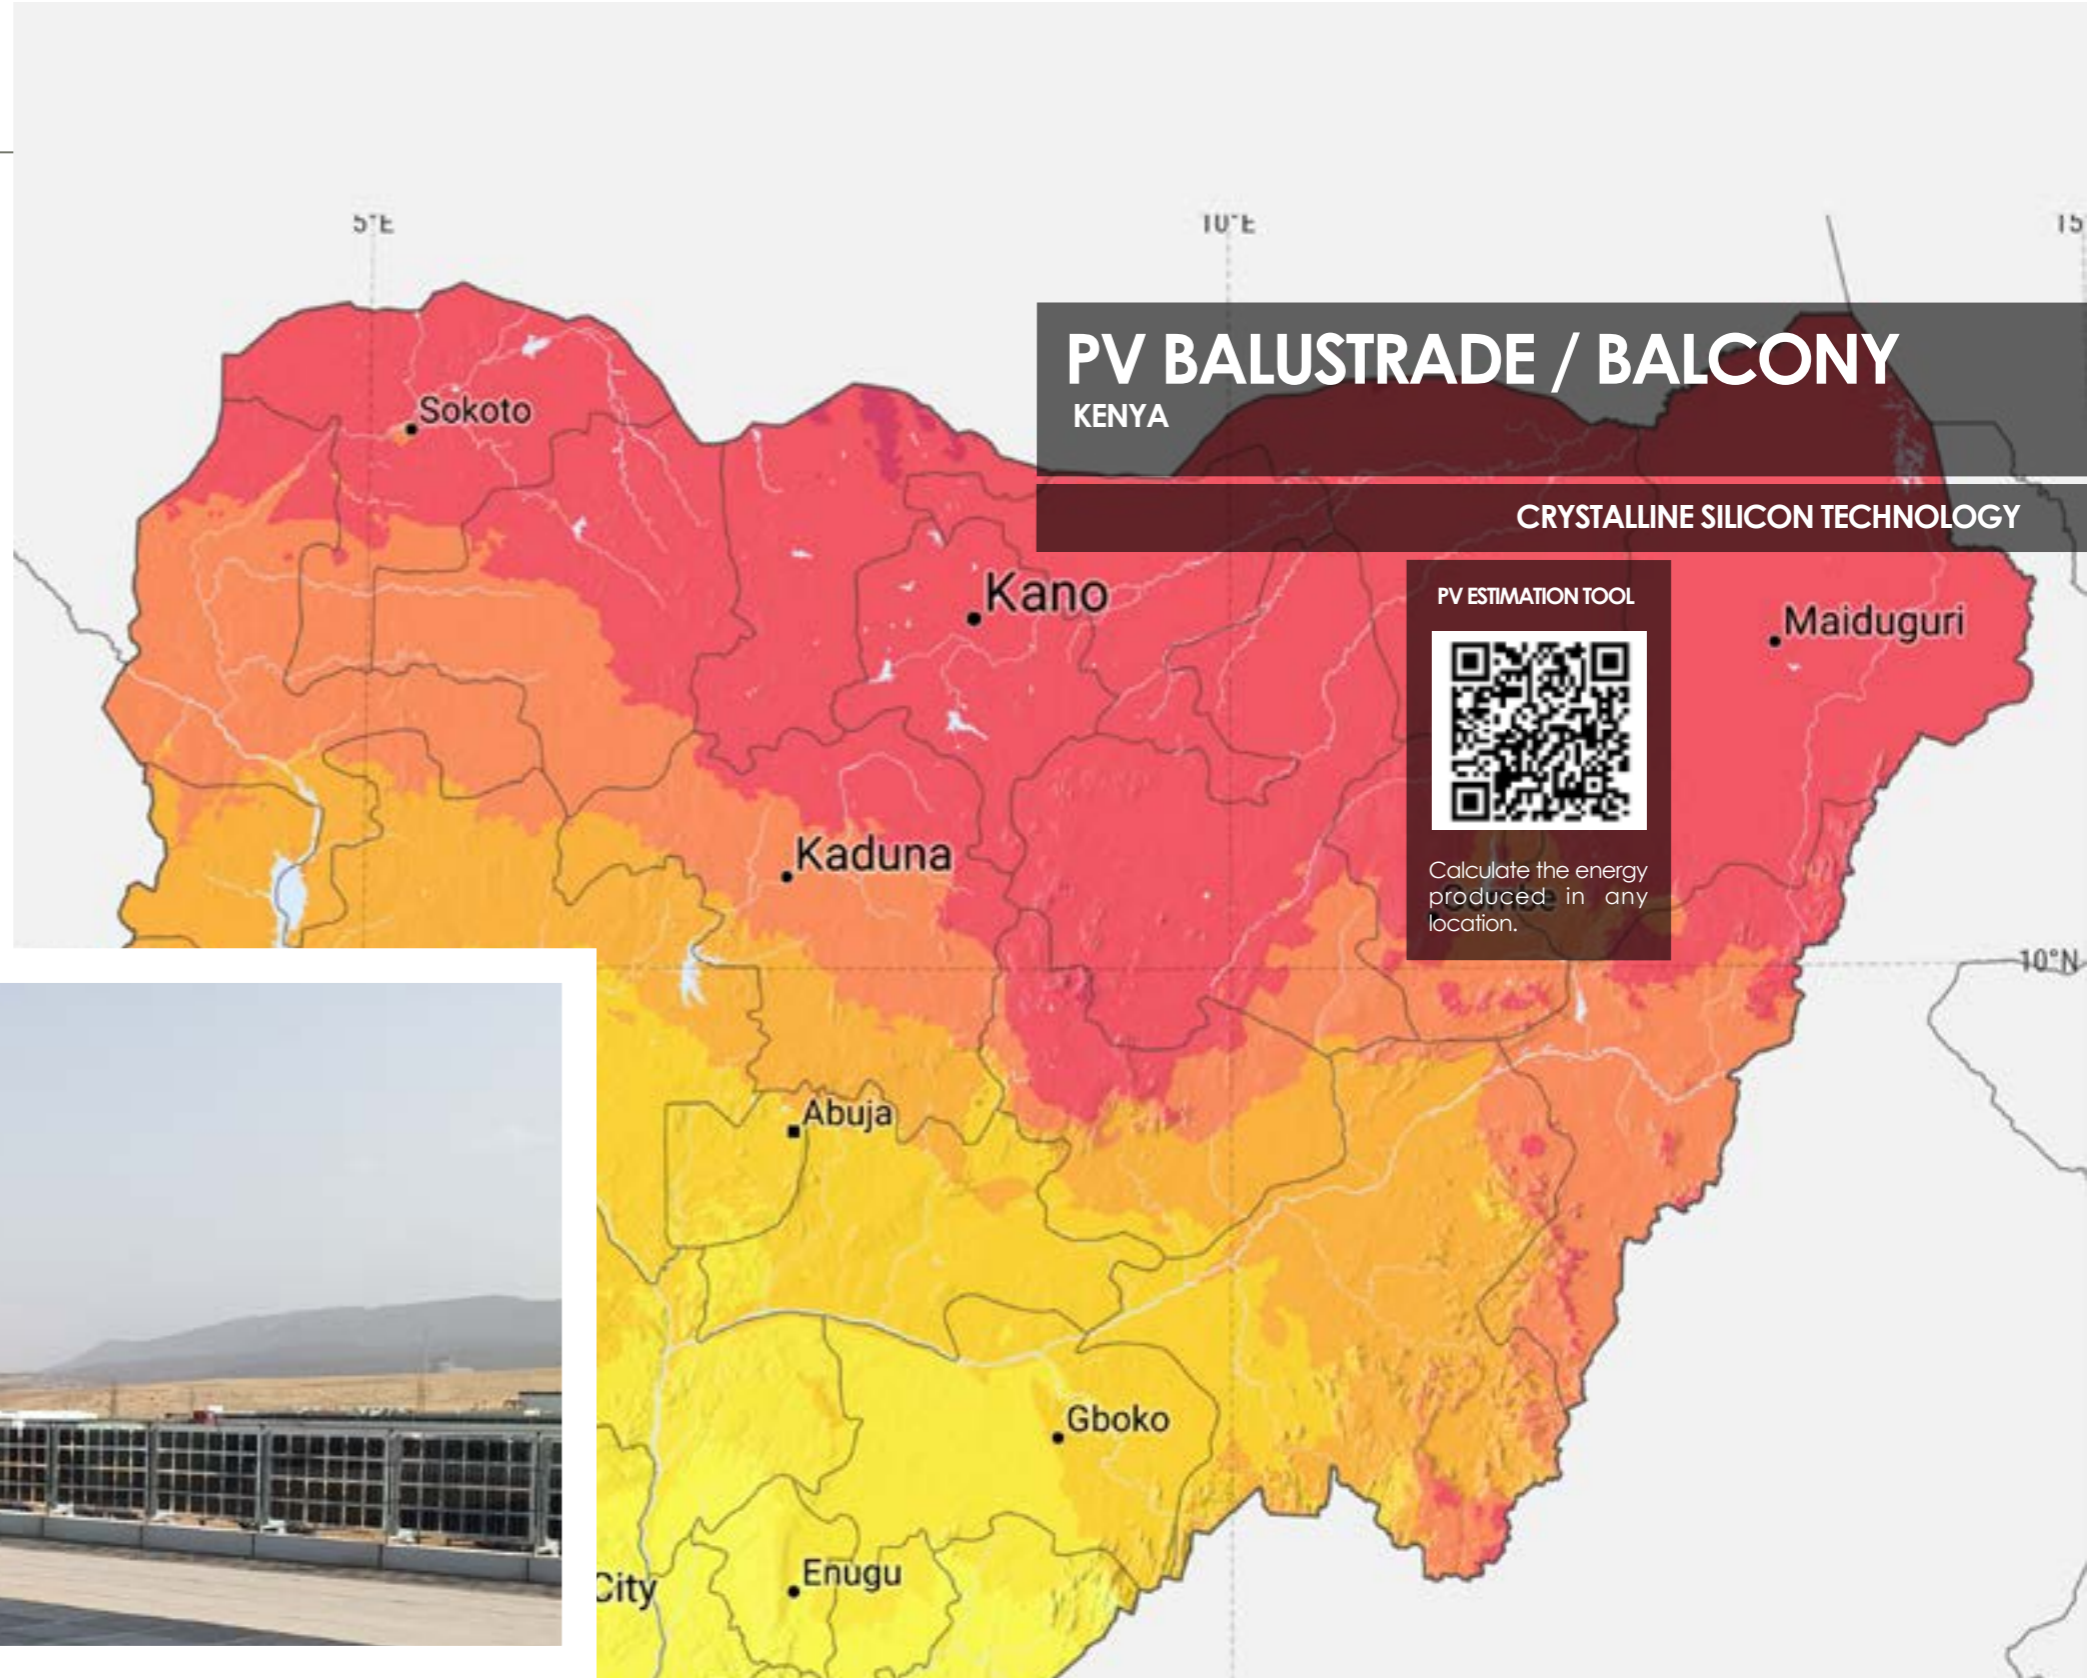 5°E
10°E
15
PV BALUSTRADE / BALCONY
KENYA
Sokoto
CRYSTALLINE SILICON TECHNOLOGY
Kano
PV ESTIMATION TOOL
Maiduguri
Kaduna
Calculate the energy
produced in any
location.
Gombe
10°N
Abuja
Gboko
Enugu
City